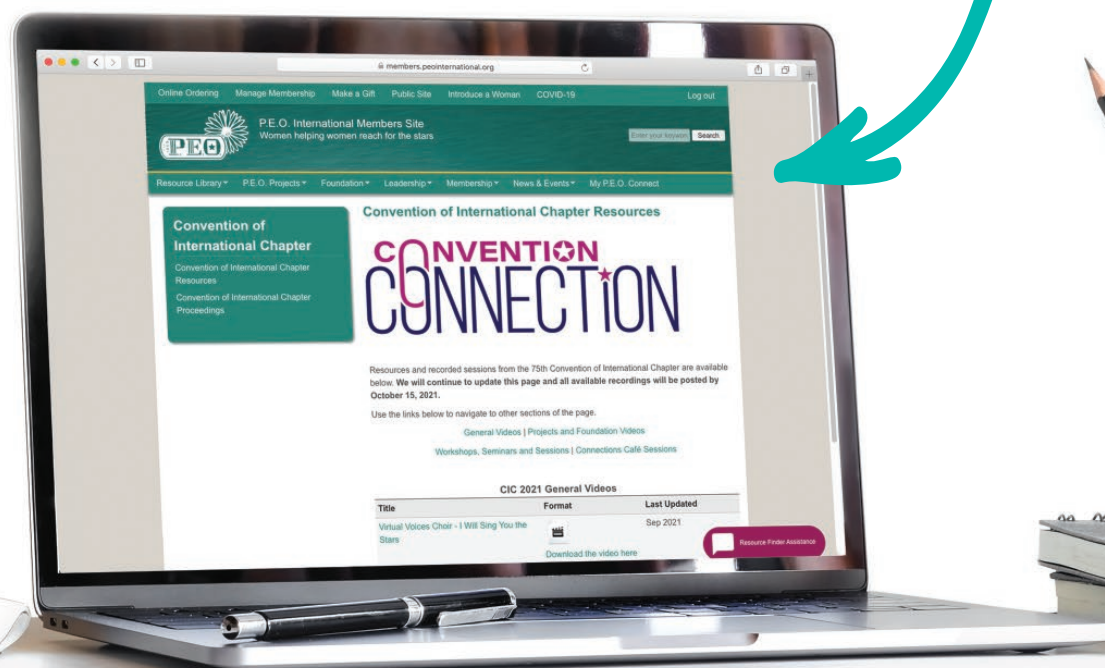 members.peointernational.org
Online Ordering Manage Membership Make a Gift Public Site Introduce a Woman COVID-19 Log out
PEO
P.E.O. International Members Site
Women helping women reach for the stars
Enter your keyword Search
Resource Library P.E.O. Projects Foundation Leadership Membership News & Events My P.E.O. Connect
Convention of
International Chapter
Convention of International Chapter
Resources
Convention of International Chapter
Proceedings
Convention of International Chapter Resources
CONVENTION
CONNECTION
Resources and recorded sessions from the 75th Convention of International Chapter are available
below. We will continue to update this page and all available recordings will be posted by
October 15, 2021.
Use the links below to navigate to other sections of the page.
General Videos | Projects and Foundation Videos
Workshops, Seminars and Sessions | Connections Café Sessions
CIC 2021 General Videos
Title Format Last Updated
Virtual Voices Choir - I Will Sing You the
Stars
Sep 2021
Download the video here
Resource Finder Assistance